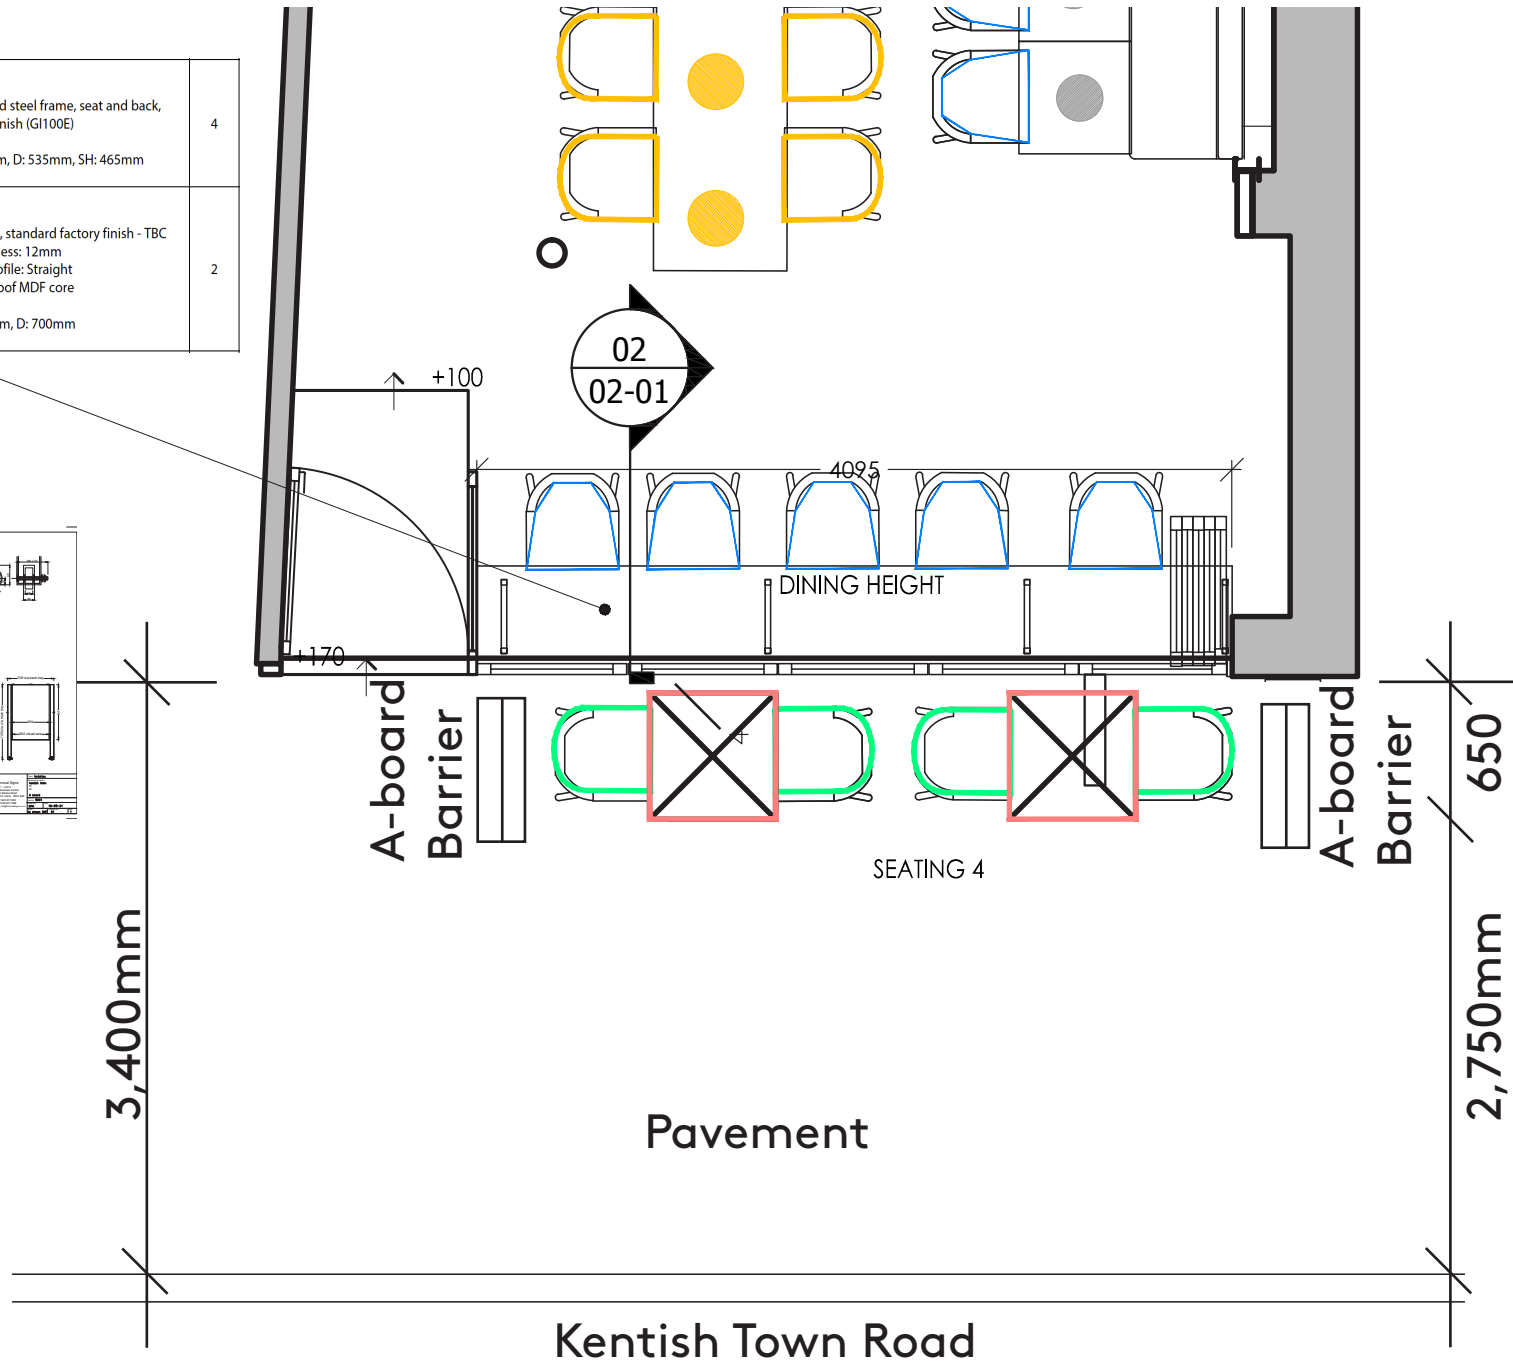 d steel frame, seat and back,
nish (GI100E)
4
m, D: 535mm, SH: 465mm
, standard factory finish - TBC
ess: 12mm
ofile: Straight
2
oof MDF core
m, D: 700mm
02
02-01
+100
4095
DINING HEIGHT
+170
A-board
Barrier
A-board
Barrier
650
SEATING 4
3,400mm
2,750mm
Pavement
Kentish Town Road